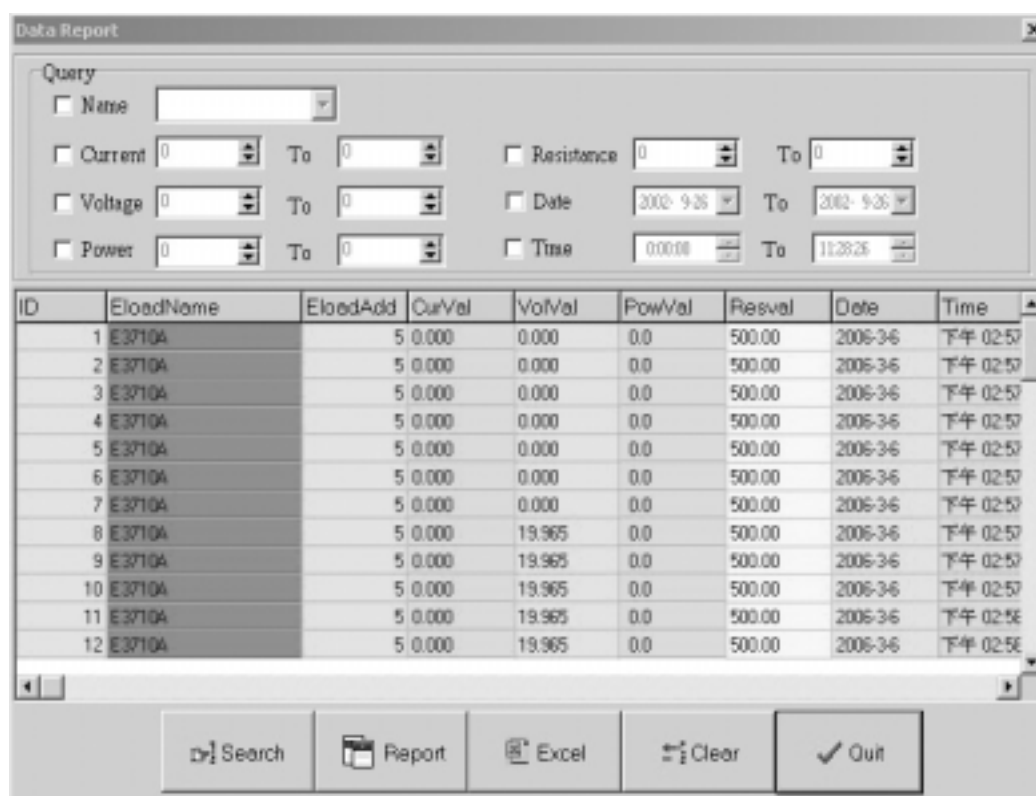 Data Report
Query
Name
Current 0 To 0 Resistance 0 To 0
Voltage 0 To 0 Date 2002- 9-26 To 2002- 9-26
Power 0 To 0 Time 0:00:00 To 11:28:26
ID EloadName EloadAdd CurVal VolVal PowVal Resval Date Time
1 E3710A 5 0.000 0.000 0.0 500.00 2006-3-6 下午 02:57
2 E3710A 5 0.000 0.000 0.0 500.00 2006-3-6 下午 02:57
3 E3710A 5 0.000 0.000 0.0 500.00 2006-3-6 下午 02:57
4 E3710A 5 0.000 0.000 0.0 500.00 2006-3-6 下午 02:57
5 E3710A 5 0.000 0.000 0.0 500.00 2006-3-6 下午 02:57
6 E3710A 5 0.000 0.000 0.0 500.00 2006-3-6 下午 02:57
7 E3710A 5 0.000 0.000 0.0 500.00 2006-3-6 下午 02:57
8 E3710A 5 0.000 19.965 0.0 500.00 2006-3-6 下午 02:57
9 E3710A 5 0.000 19.965 0.0 500.00 2006-3-6 下午 02:57
10 E3710A 5 0.000 19.965 0.0 500.00 2006-3-6 下午 02:57
11 E3710A 5 0.000 19.965 0.0 500.00 2006-3-6 下午
12 E3710A 5 0.000 19.965 0.0 500.00 2006-3-6 下午
Search Report Excel Clear Quit